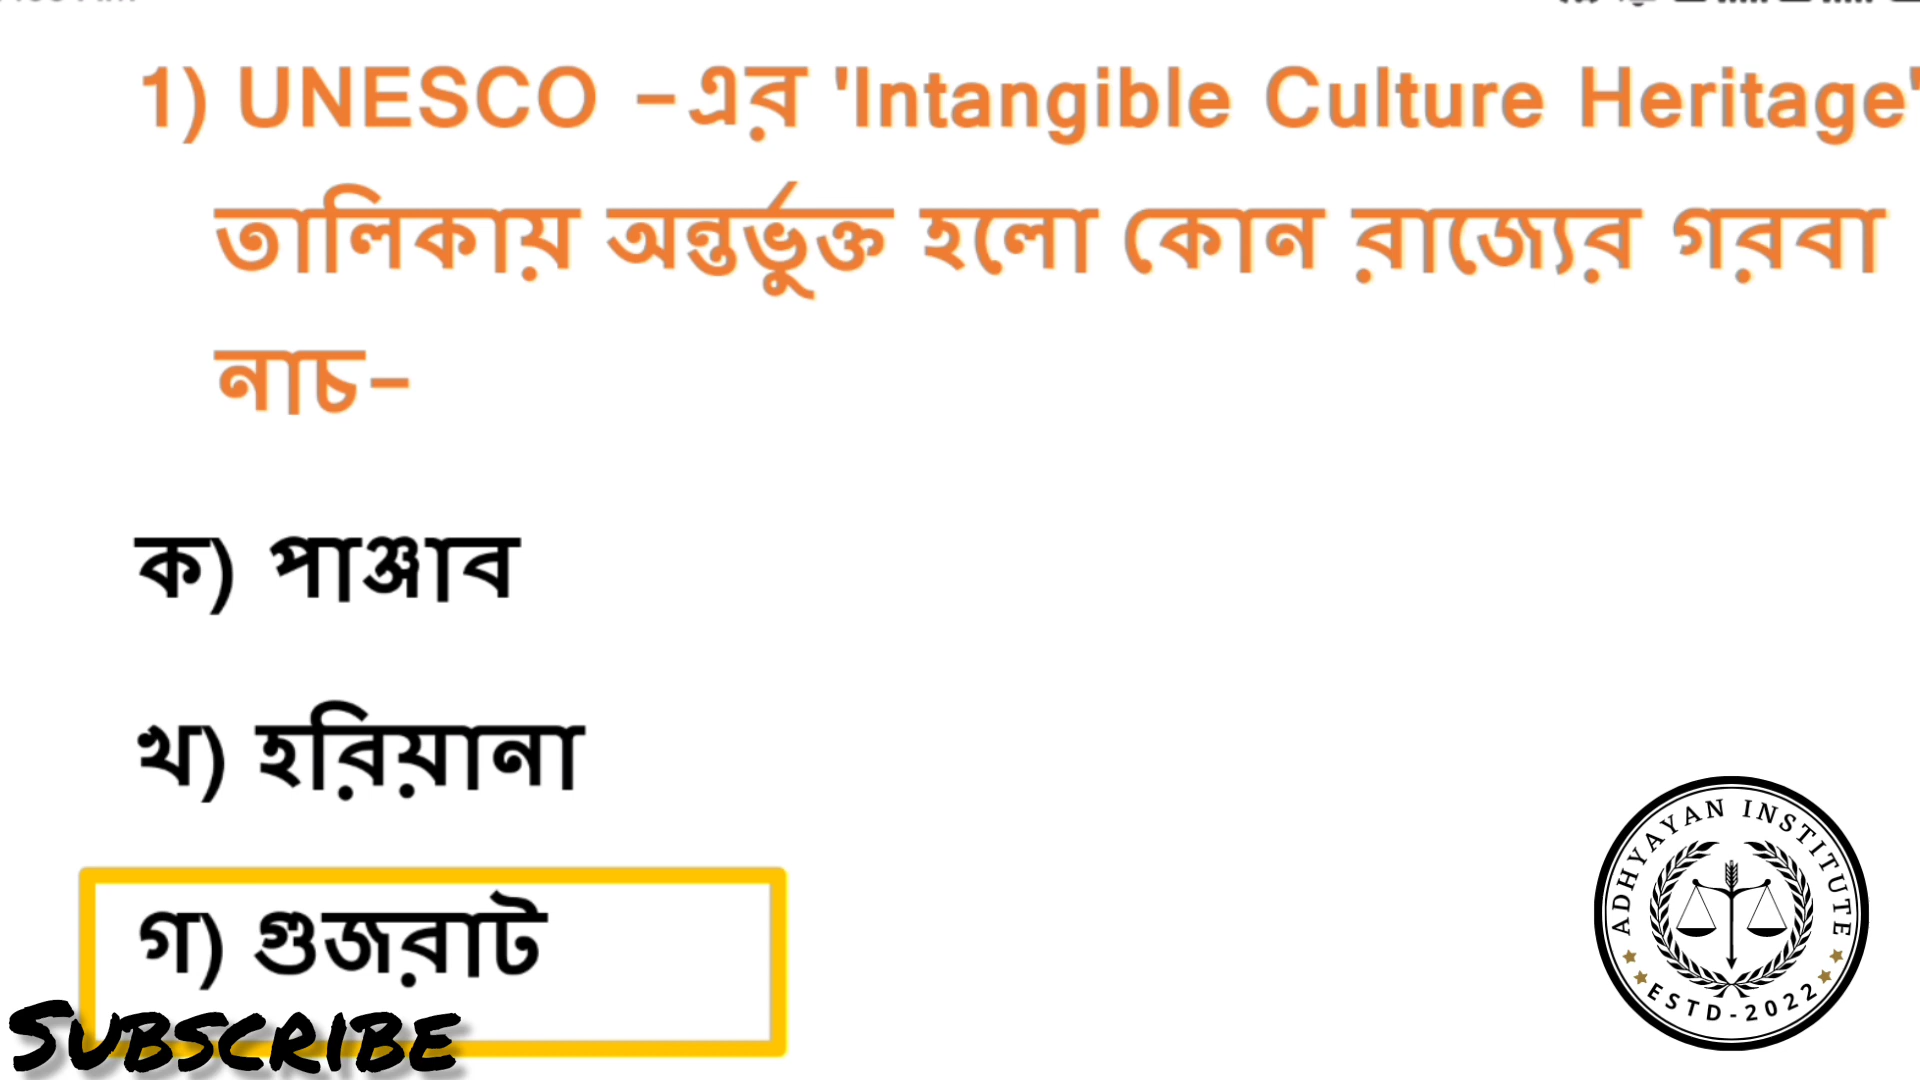 1) UNESCO -এর 'Intangible Culture Heritage'
তালিকায় অন্তর্ভুক্ত হলো কোন রাজ্যের গরবা
নাচ-
ক) পাঞ্জাব
খ) হরিয়ানা
গ) গুজরাট
SUBSCRIBE
ADHYAYAN INSTITUTE
ESTD-2022